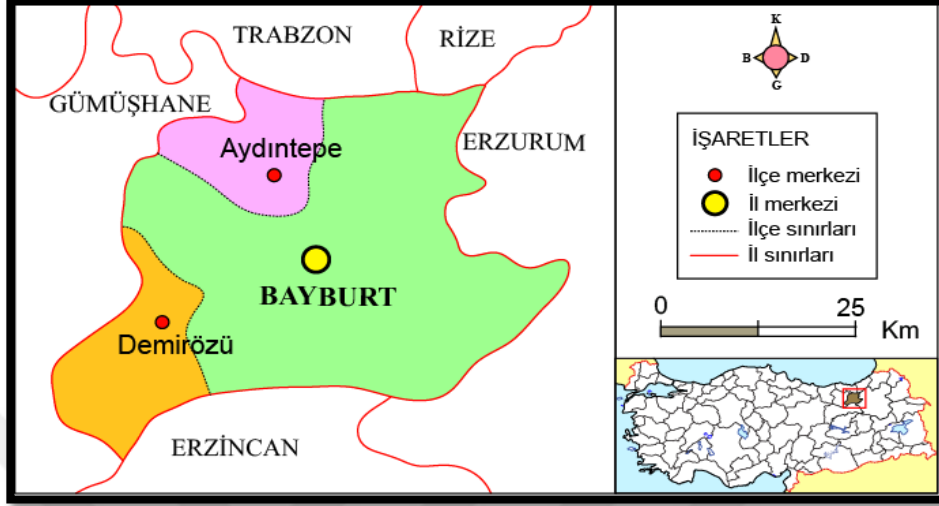 TRABZON
RİZE
GÜMÜŞHANE
ERZURUM
Aydıntepe
BAYBURT
Demirözü
ERZİNCAN
K
B D
G
İŞARETLER
İlçe merkezi
İl merkezi
İlçe sınırları
İl sınırları
0 25
Km